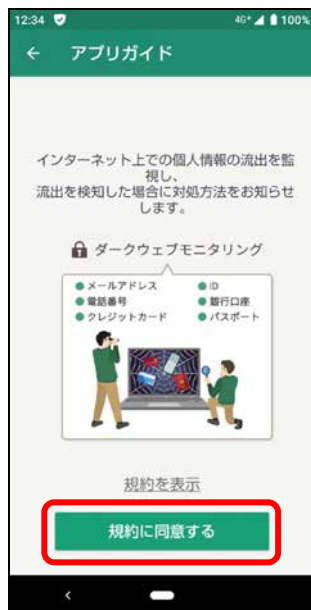 12:34 4G+ 100%
← アプリガイド
インターネット上での個人情報の流出を監
視し、
流出を検知した場合に対処方法をお知らせ
します。
ダークウェブモニタリング
●メールアドレス ●ID
●電話番号 ●銀行口座
●クレジットカード ●パスポート
規約を表示
規約に同意する